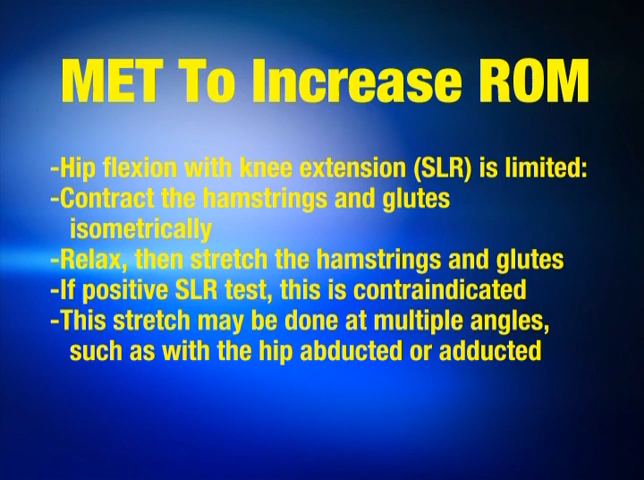 MET To Increase ROM
-Hip flexion with knee extension (SLR) is limited:
-Contract the hamstrings and glutes
isometrically
-Relax, then stretch the hamstrings and glutes
-If positive SLR test, this is contraindicated
-This stretch may be done at multiple angles,
such as with the hip abducted or adducted